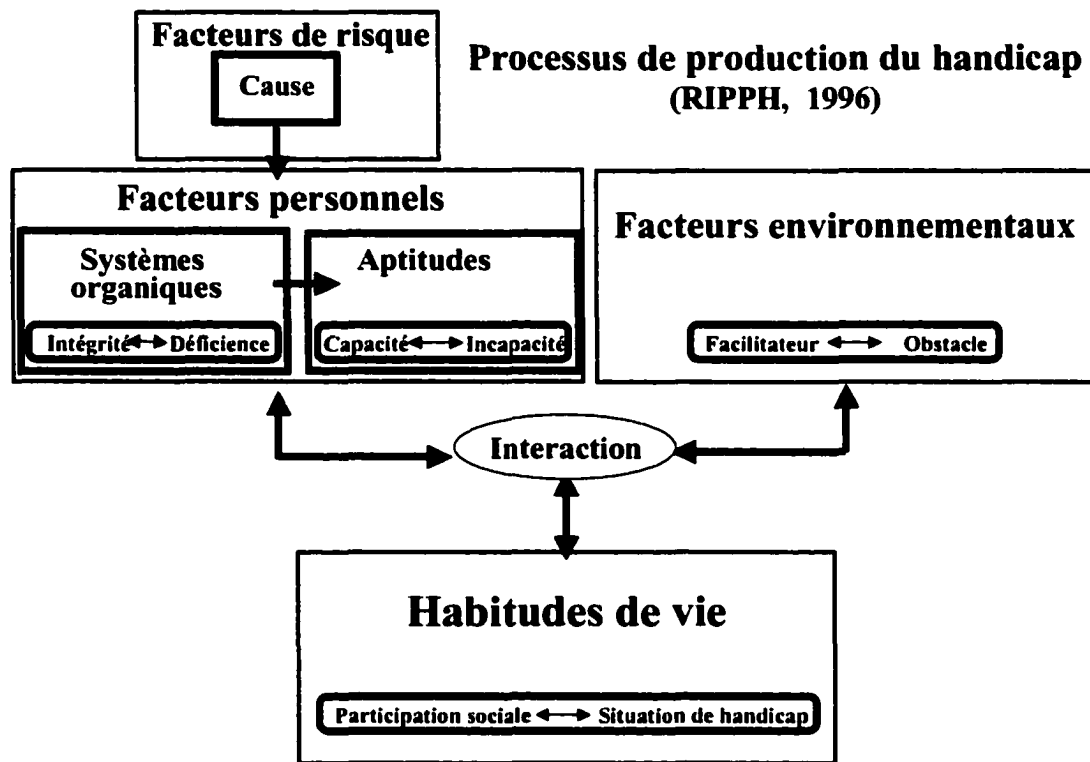 Facteurs de risque
Cause
Processus de production du handicap
(RIPPH, 1996)
Facteurs personnels
Systèmes
organiques
Intégrité Déficience
Aptitudes
Capacité Incapacité
Facteurs environnementaux
Facilitateur Obstacle
Interaction
Habitudes de vie
Participation sociale Situation de handicap